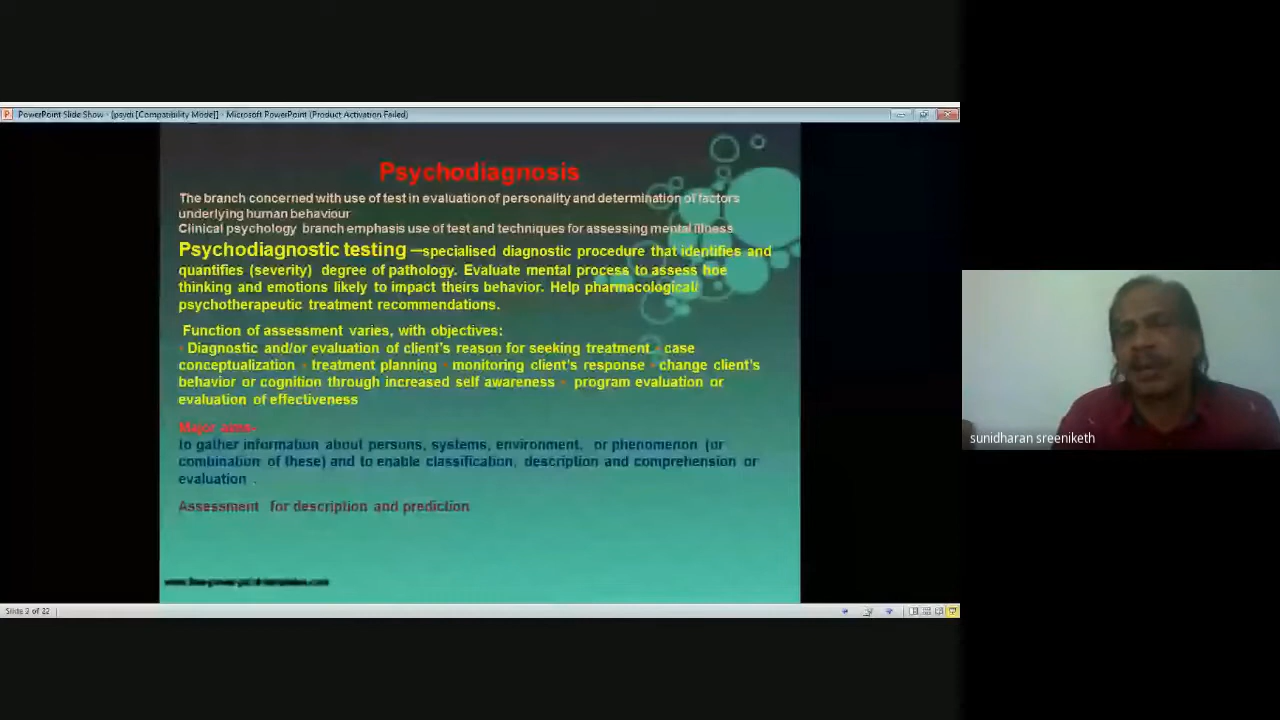 PowerPoint Slide Show - [psydi [Compatibility Mode]] - Microsoft PowerPoint (Product Activation Failed)
Psychodiagnosis
The branch concerned with use of test in evaluation of personality and determination of factors
underlying human behaviour
Clinical psychology branch emphasis use of test and techniques for assessing mental illness
Psychodiagnostic testing –specialised diagnostic procedure that identifies and
quantifies (severity) degree of pathology. Evaluate mental process to assess hoe
thinking and emotions likely to impact theirs behavior. Help pharmacological/
psychotherapeutic treatment recommendations.
Function of assessment varies, with objectives:
• Diagnostic and/or evaluation of client's reason for seeking treatment • case
conceptualization • treatment planning • monitoring client's response • change client's
behavior or cognition through increased self awareness • program evaluation or
evaluation of effectiveness
Major aims-
to gather information about persons, systems, environment, or phenomenon (or
combination of these) and to enable classification, description and comprehension or
evaluation .
Assessment for description and prediction
www.free-power-point-templates.com
Slide 3 of 22
sunidharan sreeniketh